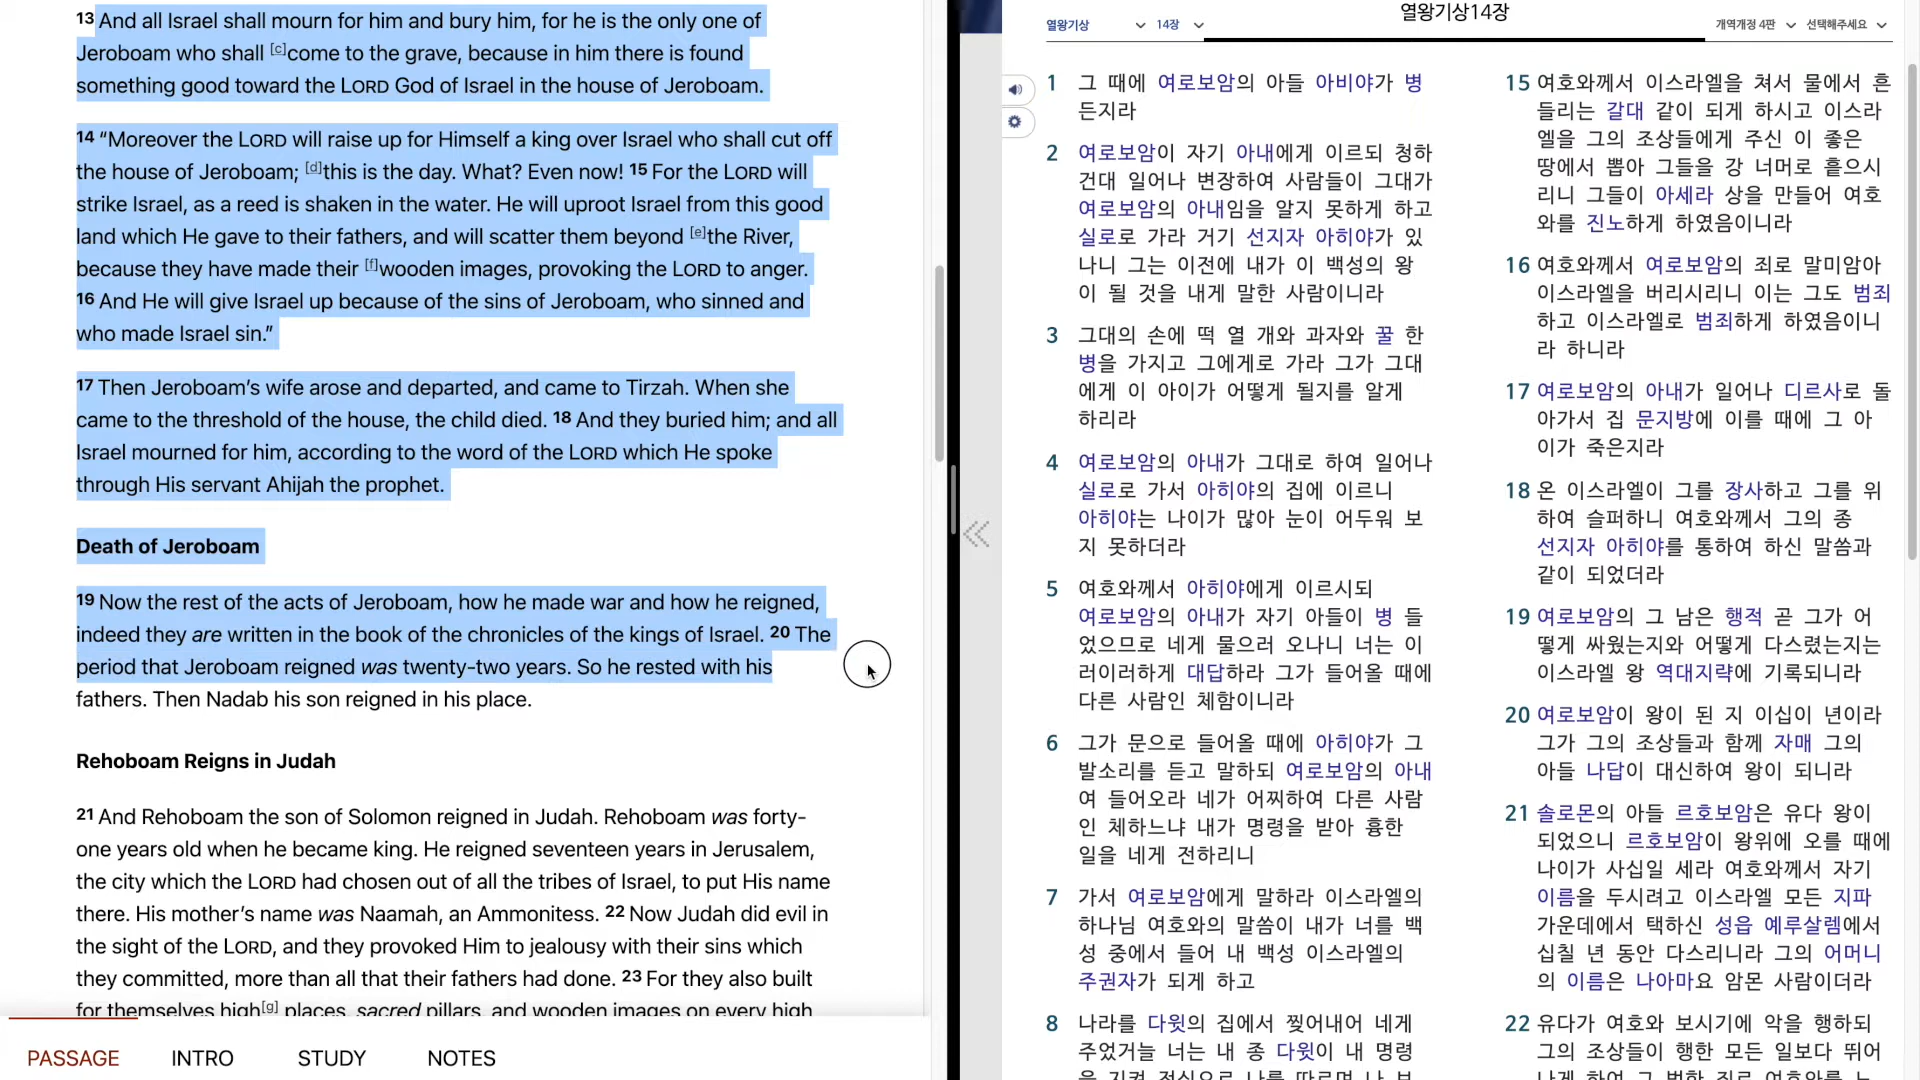 13 And all Israel shall mourn for him and bury him, for he is the only one of
Jeroboam who shall [c]come to the grave, because in him there is found
something good toward the LORD God of Israel in the house of Jeroboam.
14 “Moreover the LORD will raise up for Himself a king over Israel who shall cut off
the house of Jeroboam; [d]this is the day. What? Even now! 15 For the LORD will
strike Israel, as a reed is shaken in the water. He will uproot Israel from this good
land which He gave to their fathers, and will scatter them beyond [e]the River,
because they have made their [f]wooden images, provoking the LORD to anger.
16 And He will give Israel up because of the sins of Jeroboam, who sinned and
who made Israel sin.”
17 Then Jeroboam’s wife arose and departed, and came to Tirzah. When she
came to the threshold of the house, the child died. 18 And they buried him; and all
Israel mourned for him, according to the word of the LORD which He spoke
through His servant Ahijah the prophet.
Death of Jeroboam
19 Now the rest of the acts of Jeroboam, how he made war and how he reigned,
indeed they are written in the book of the chronicles of the kings of Israel. 20 The
period that Jeroboam reigned was twenty-two years. So he rested with his
fathers. Then Nadab his son reigned in his place.
Rehoboam Reigns in Judah
21 And Rehoboam the son of Solomon reigned in Judah. Rehoboam was forty-
one years old when he became king. He reigned seventeen years in Jerusalem,
the city which the LORD had chosen out of all the tribes of Israel, to put His name
there. His mother’s name was Naamah, an Ammonitess. 22 Now Judah did evil in
the sight of the LORD, and they provoked Him to jealousy with their sins which
they committed, more than all that their fathers had done. 23 For they also built
for themselves high[g] places, sacred pillars, and wooden images on every high
PASSAGE INTRO STUDY NOTES
열왕기상14장
열왕기상 14장 개역개정 4판 선택해주세요
1 그 때에 여로보암의 아들 아비야가 병
든지라
2 여로보암이 자기 아내에게 이르되 청하
건대 일어나 변장하여 사람들이 그대가
여로보암의 아내임을 알지 못하게 하고
실로로 가라 거기 선지자 아히야가 있
나니 그는 이전에 내가 이 백성의 왕
이 될 것을 내게 말한 사람이니라
3 그대의 손에 떡 열 개와 과자와 꿀 한
병을 가지고 그에게로 가라 그가 그대
에게 이 아이가 어떻게 될지를 알게
하리라
4 여로보암의 아내가 그대로 하여 일어나
실로로 가서 아히야의 집에 이르니
아히야는 나이가 많아 눈이 어두워 보
지 못하더라
5 여호와께서 아히야에게 이르시되
여로보암의 아내가 자기 아들이 병 들
었으므로 네게 물으러 오나니 너는 이
러이러하게 대답하라 그가 들어올 때에
다른 사람인 체함이니라
6 그가 문으로 들어올 때에 아히야가 그
발소리를 듣고 말하되 여로보암의 아내
여 들어오라 네가 어찌하여 다른 사람
인 체하느냐 내가 명령을 받아 흉한
일을 네게 전하리니
7 가서 여로보암에게 말하라 이스라엘의
하나님 여호와의 말씀이 내가 너를 백
성 중에서 들어 내 백성 이스라엘의
주권자가 되게 하고
8 나라를 다윗의 집에서 찢어내어 네게
주었거늘 너는 내 종 다윗이 내 명령
을 지켜 전심으로 나를 따르며 나 보
15 여호와께서 이스라엘을 쳐서 물에서 흔
들리는 갈대 같이 되게 하시고 이스라
엘을 그의 조상들에게 주신 이 좋은
땅에서 뽑아 그들을 강 너머로 흩으시
리니 그들이 아세라 상을 만들어 여호
와를 진노하게 하였음이니라
16 여호와께서 여로보암의 죄로 말미암아
이스라엘을 버리시리니 이는 그도 범죄
하고 이스라엘로 범죄하게 하였음이니
라 하니라
17 여로보암의 아내가 일어나 디르사로 돌
아가서 집 문지방에 이를 때에 그 아
이가 죽은지라
18 온 이스라엘이 그를 장사하고 그를 위
하여 슬퍼하니 여호와께서 그의 종
선지자 아히야를 통하여 하신 말씀과
같이 되었더라
19 여로보암의 그 남은 행적 곧 그가 어
떻게 싸웠는지와 어떻게 다스렸는지는
이스라엘 왕 역대지략에 기록되니라
20 여로보암이 왕이 된 지 이십이 년이라
그가 그의 조상들과 함께 자매 그의
아들 나답이 대신하여 왕이 되니라
21 솔로몬의 아들 르호보암은 유다 왕이
되었으니 르호보암이 왕위에 오를 때에
나이가 사십일 세라 여호와께서 자기
이름을 두시려고 이스라엘 모든 지파
가운데에서 택하신 성읍 예루살렘에서
십칠 년 동안 다스리니라 그의 어머니
의 이름은 나아마요 암몬 사람이더라
22 유다가 여호와 보시기에 악을 행하되
그의 조상들이 행한 모든 일보다 뛰어
나게 하여 그 범한 죄로 여호와를 노